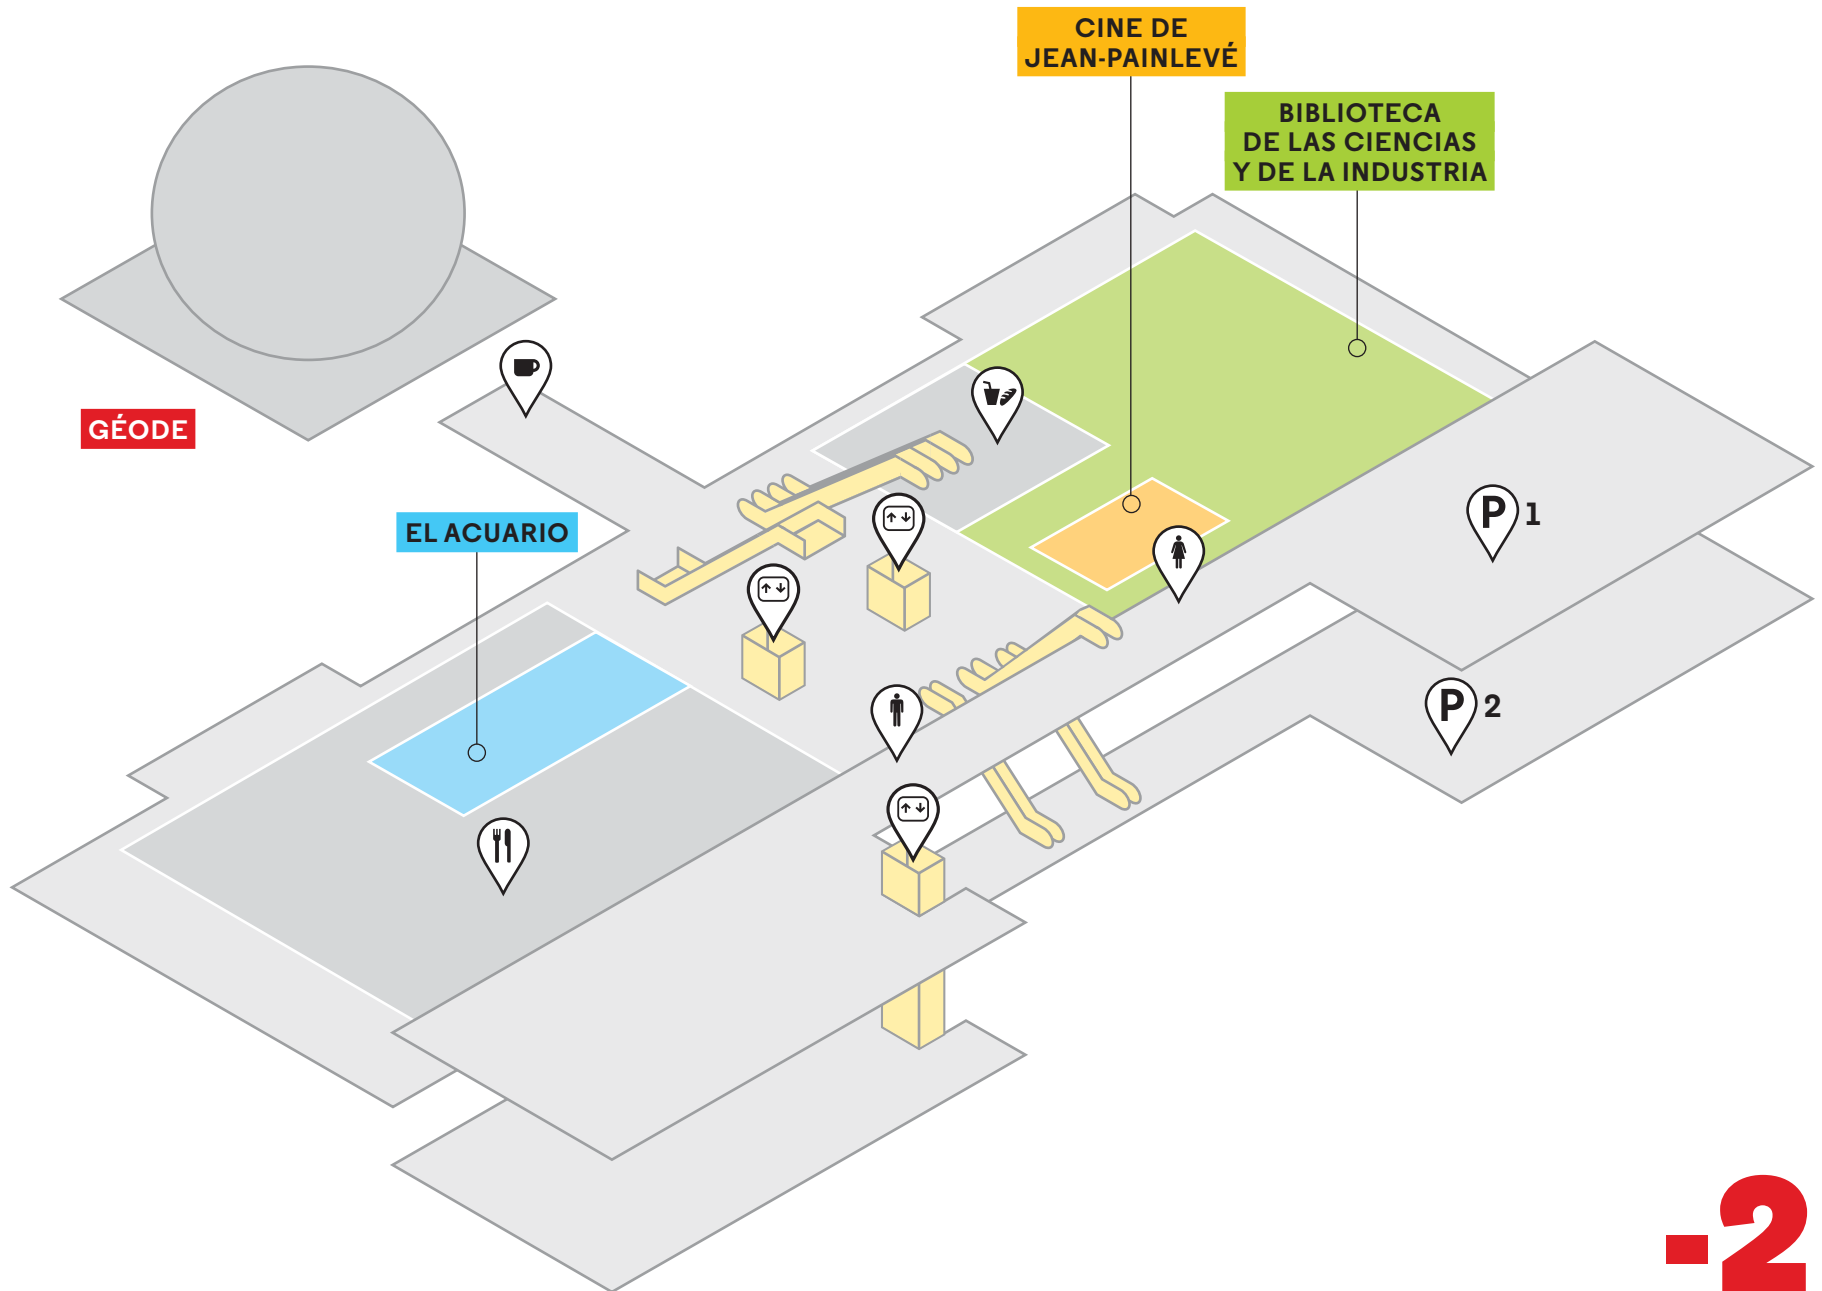 CINE DE
JEAN-PAINLEVÉ
BIBLIOTECA
DE LAS CIENCIAS
Y DE LA INDUSTRIA
GÉODE
EL ACUARIO
P 1
P 2
-2